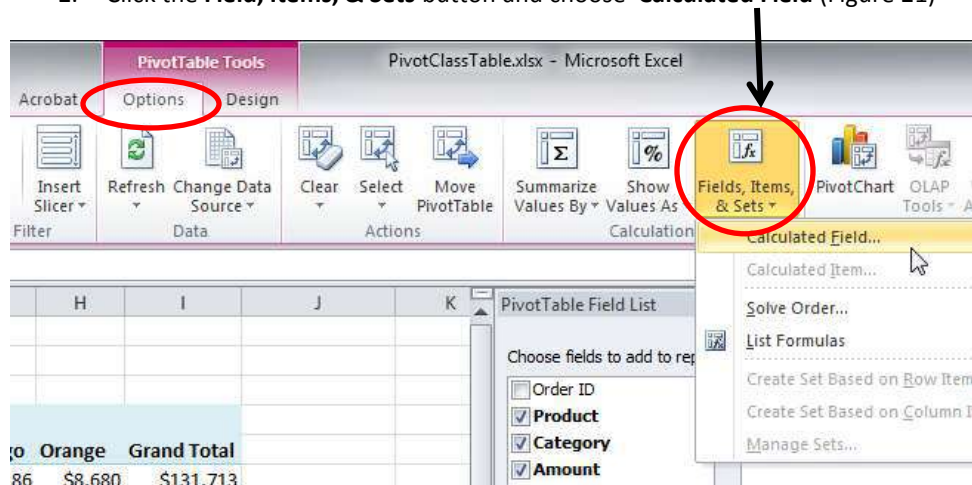 Click the Field, Items, & Sets button and choose Calculated Field (Figure 21)
PivotTable Tools
PivotClassTable.xlsx - Microsoft Excel
Acrobat Options Design
Insert Slicer
Refresh
Change Data Source
Clear
Select
Move PivotTable
Summarize Values By
Show Values As
Fields, Items, & Sets
PivotChart
OLAP Tools
Filter
Data
Actions
Calculation
Calculated Field...
Calculated Item...
Solve Order...
List Formulas
Create Set Based on Row Item
Create Set Based on Column I
Manage Sets...
H I J K
PivotTable Field List
Choose fields to add to rep
Order ID
Product
Category
Amount
go Orange Grand Total
86 $8,680 $131,713